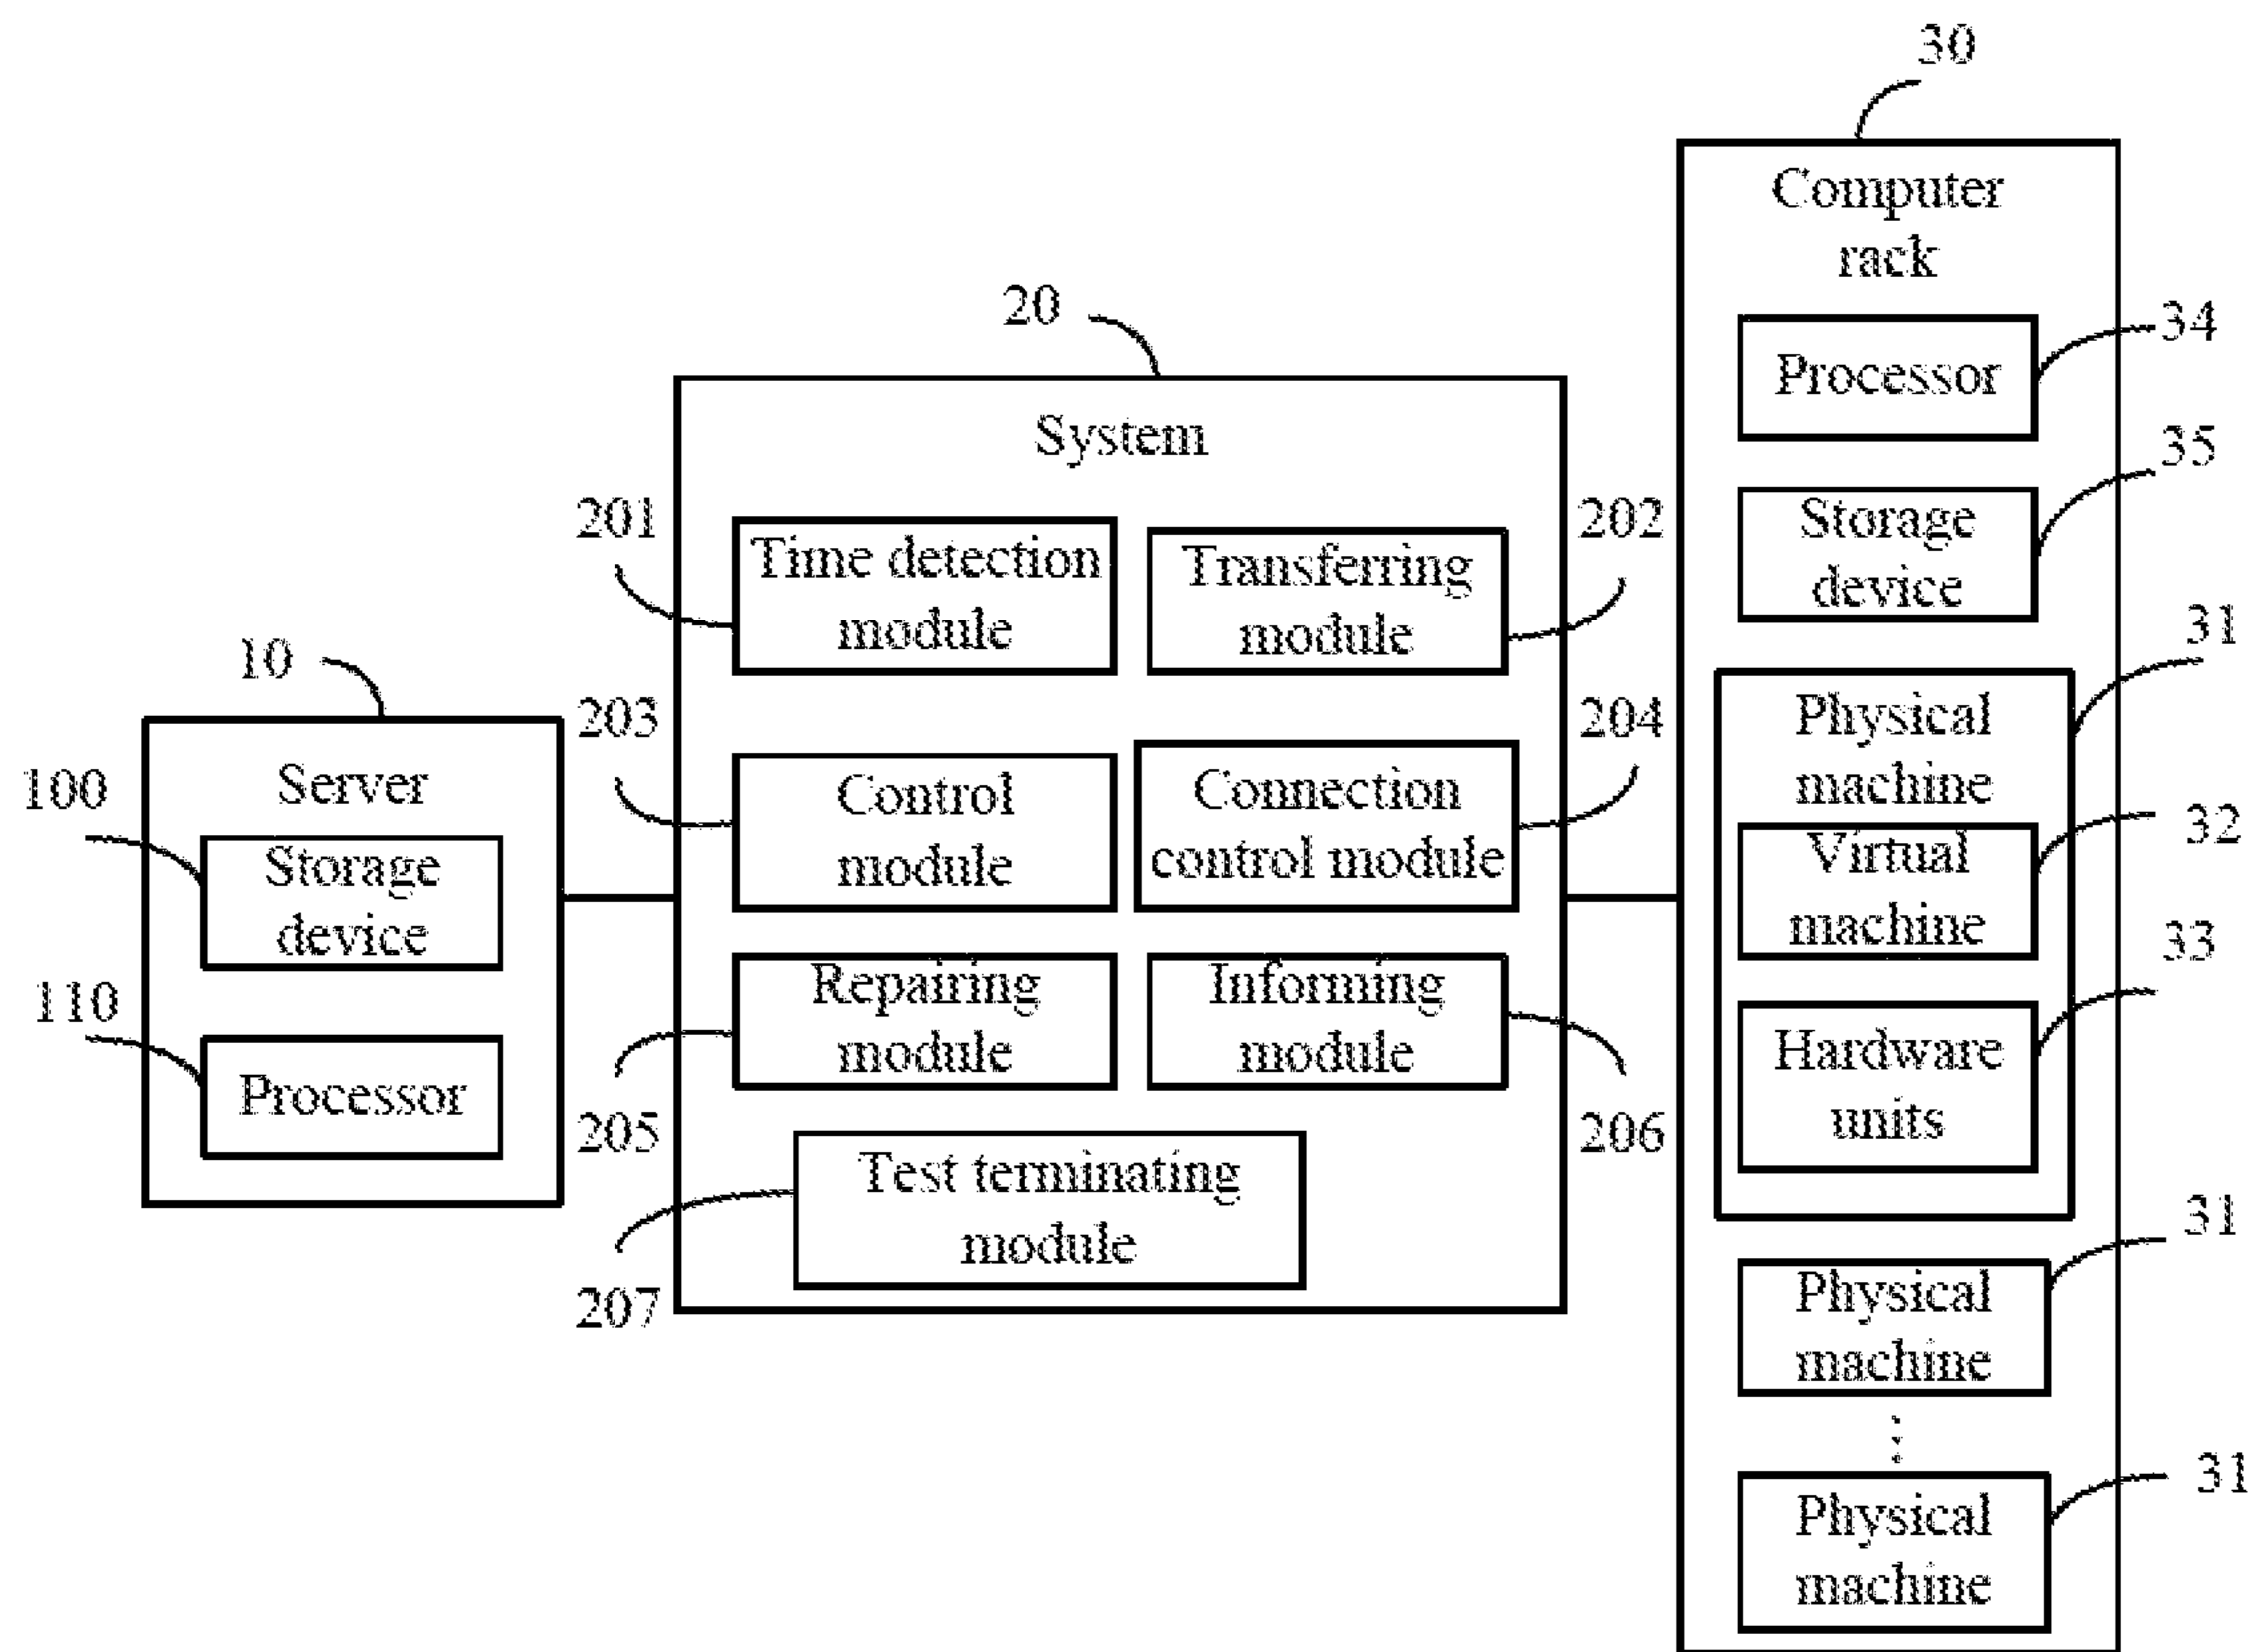 30
Computer
rack
34
Processor
35
Storage
device
31
Physical
machine
32
Virtual
machine
33
Hardware
units
31
Physical
machine
31
Physical
machine
20
System
201
Time detection
module
202
Transferring
module
203
Control
module
204
Connection
control module
205
Repairing
module
206
Informing
module
207
Test terminating
module
10
Server
100
Storage
device
110
Processor